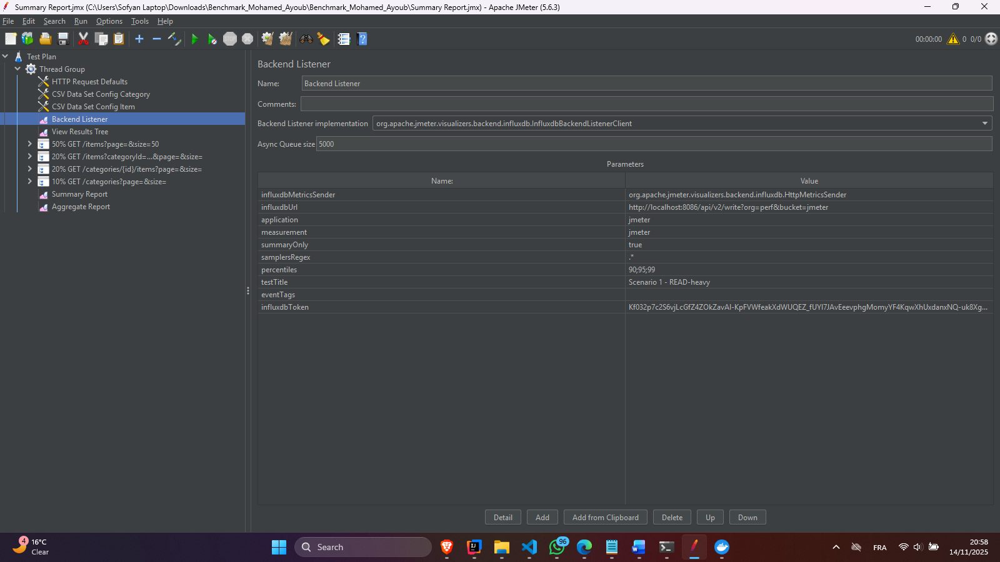 Summary Report.jmx (C:\Users\Sofyan Laptop\Downloads\Benchmark_Mohamed_Ayoub\Benchmark_Mohamed_Ayoub\Summary Report.jmx) - Apache JMeter (5.6.3)
File Edit Search Run Options Tools Help
00:00:00 0 0/0
Test Plan
Thread Group
HTTP Request Defaults
CSV Data Set Config Category
CSV Data Set Config Item
Backend Listener
View Results Tree
50% GET /items?page=&size=50
20% GET /items?categoryId=...&page=&size=
20% GET /categories/{id}/items?page=&size=
10% GET /categories?page=&size=
Summary Report
Aggregate Report
Backend Listener
Name: Backend Listener
Comments:
Backend Listener implementation org.apache.jmeter.visualizers.backend.influxdb.InfluxdbBackendListenerClient
Async Queue size 5000
Parameters
Name: Value
influxdbMetricsSender org.apache.jmeter.visualizers.backend.influxdb.HttpMetricsSender
influxdbUrl http://localhost:8086/api/v2/write?org=perf&bucket=jmeter
application jmeter
measurement jmeter
summaryOnly true
samplersRegex .*
percentiles 90;95;99
testTitle Scenario 1 - READ-heavy
eventTags
influxdbToken
Detail Add Add from Clipboard Delete Up Down
4 16°C
Clear
Search
96
FRA
20:58
14/11/2025